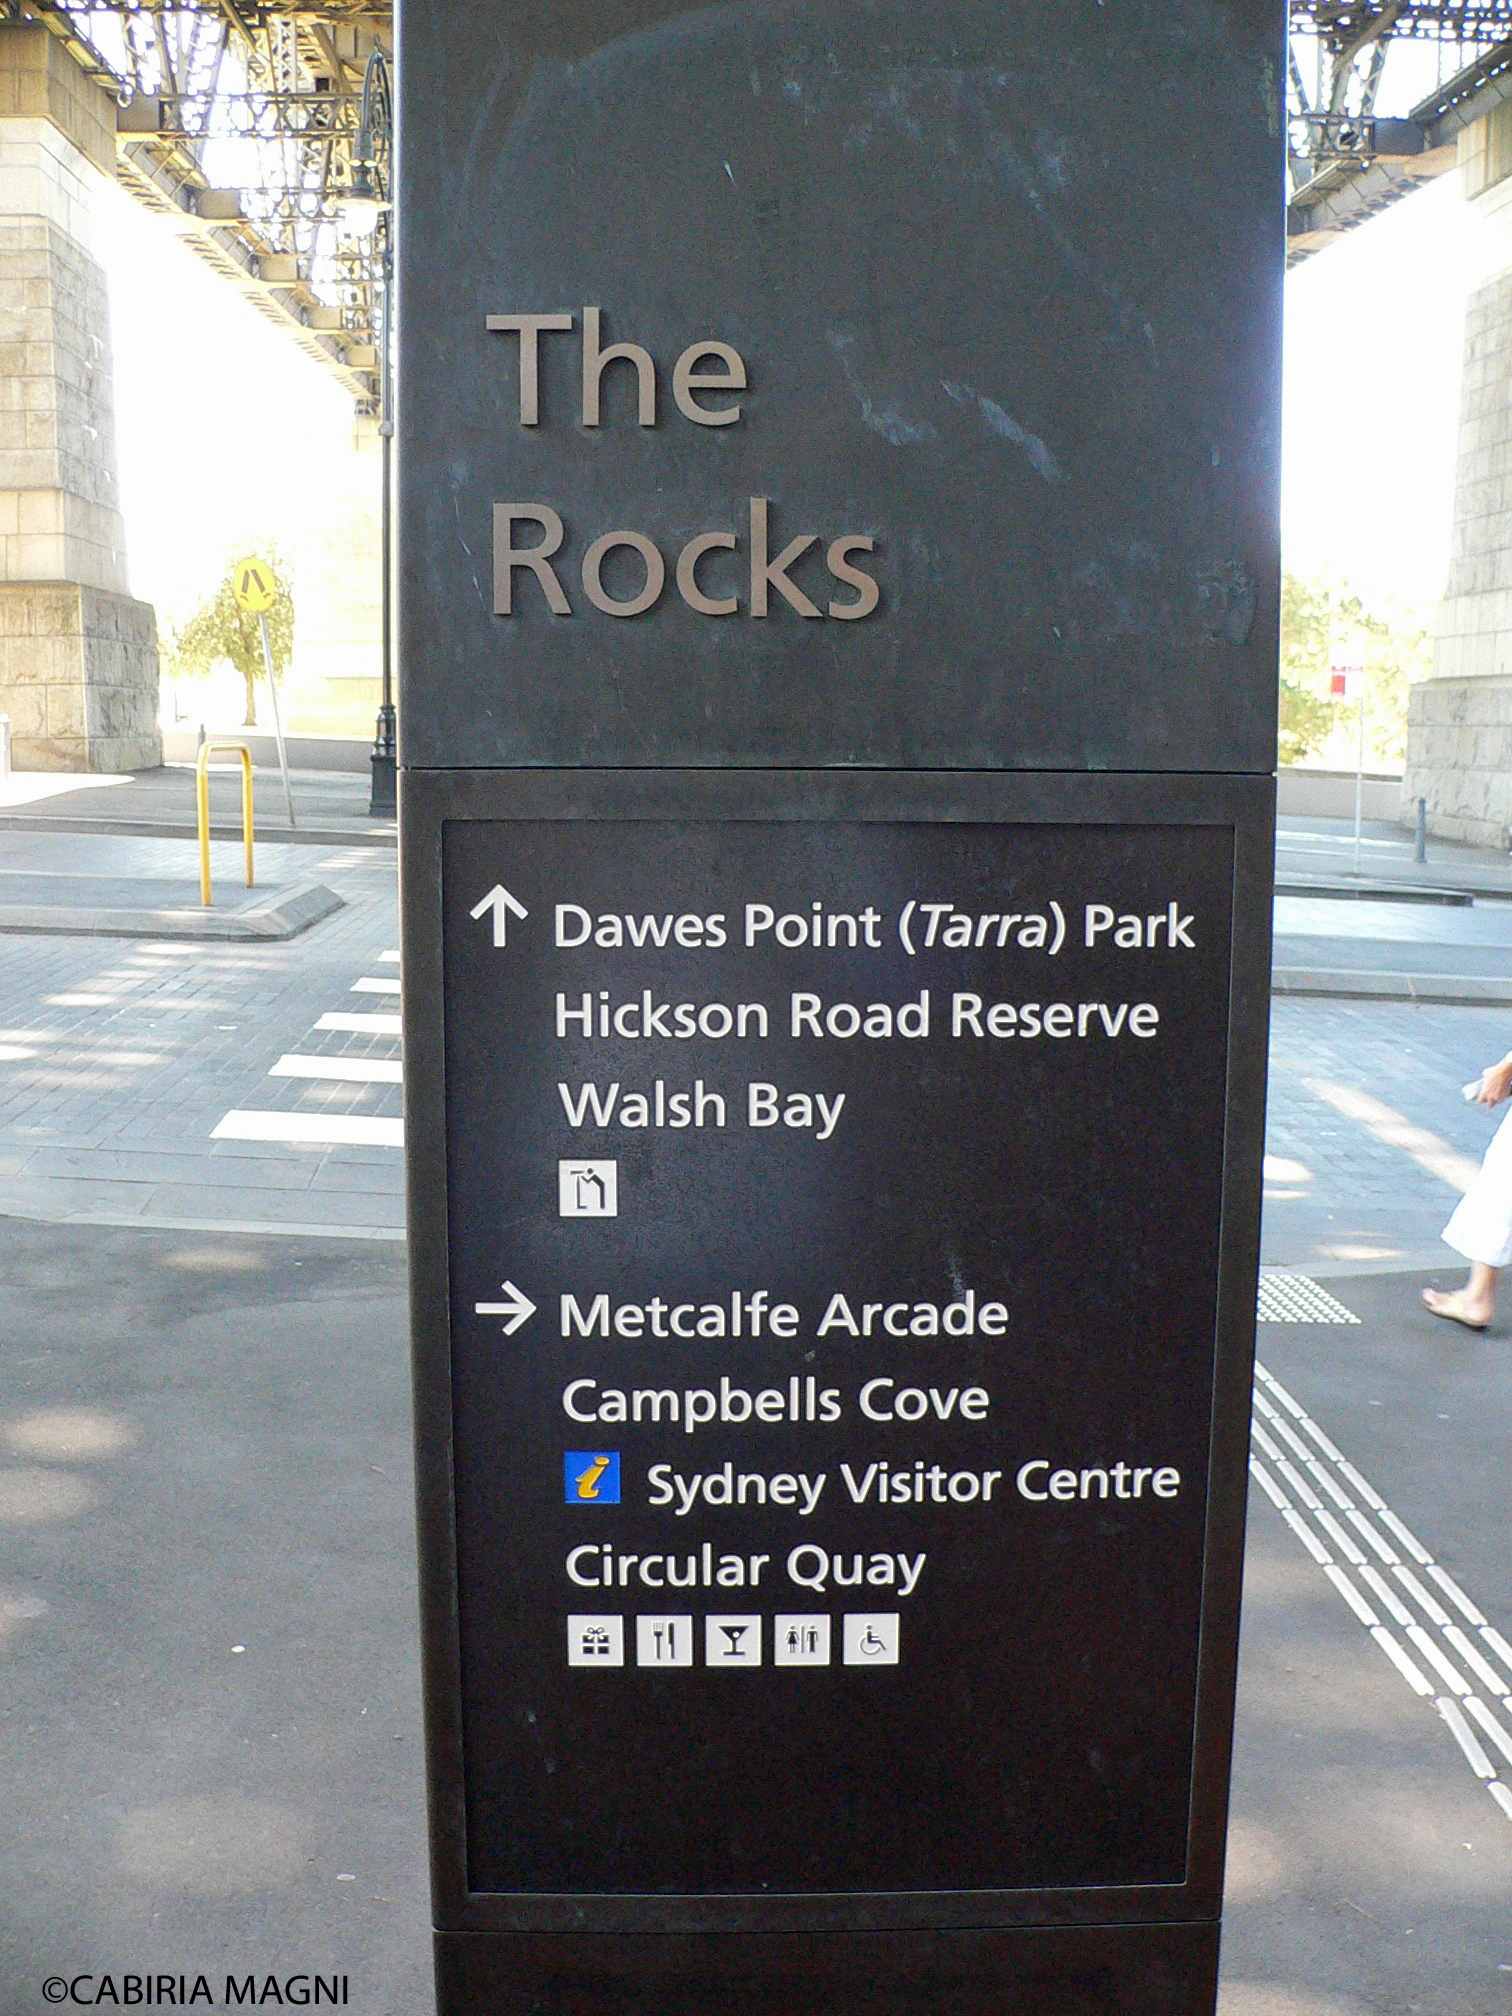 The
Rocks
↑ Dawes Point (Tarra) Park
Hickson Road Reserve
Walsh Bay
→ Metcalfe Arcade
Campbells Cove
i Sydney Visitor Centre
Circular Quay
©CABIRIA MAGNI